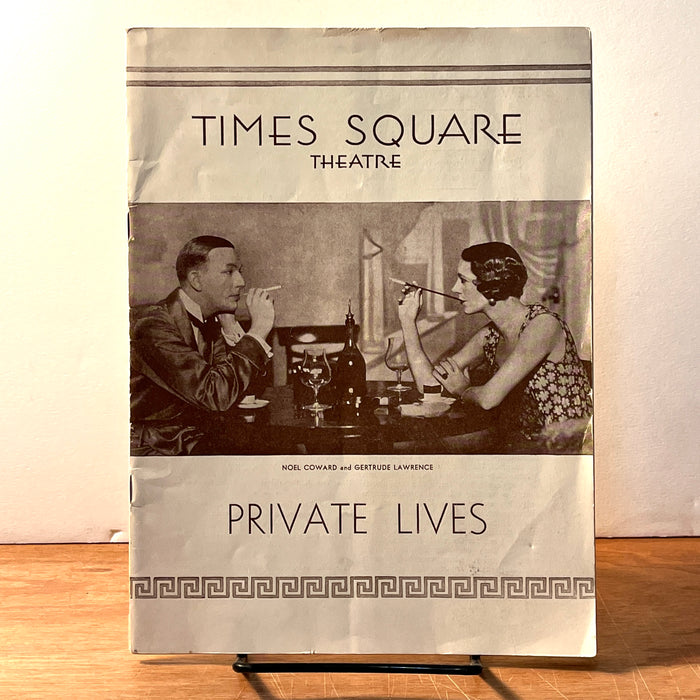 TIMES SQUARE
THEATRE
NOEL COWARD and GERTRUDE LAWRENCE
PRIVATE LIVES